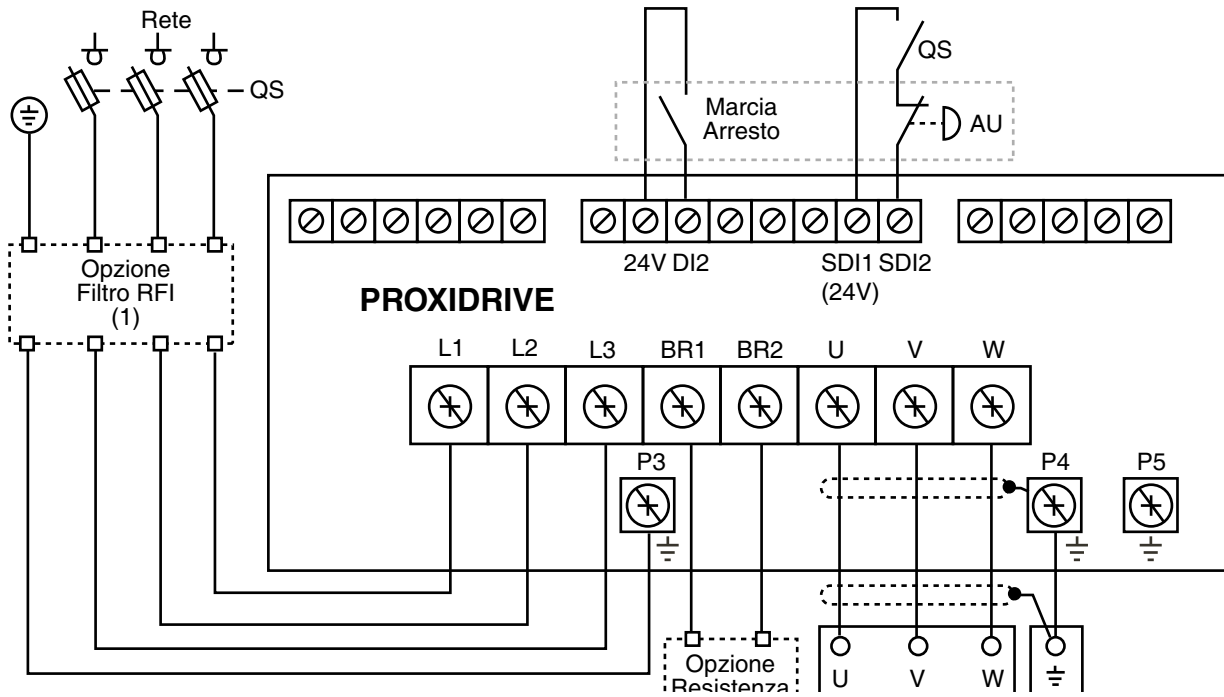 Rete
QS
QS
Marcia
Arresto
AU
24V DI2
SDI1 SDI2
(24V)
Opzione
Filtro RFI
(1)
PROXIDRIVE
L1 L2 L3 BR1 BR2 U V W
P3
P4
P5
Opzione
Resistenza
U V W